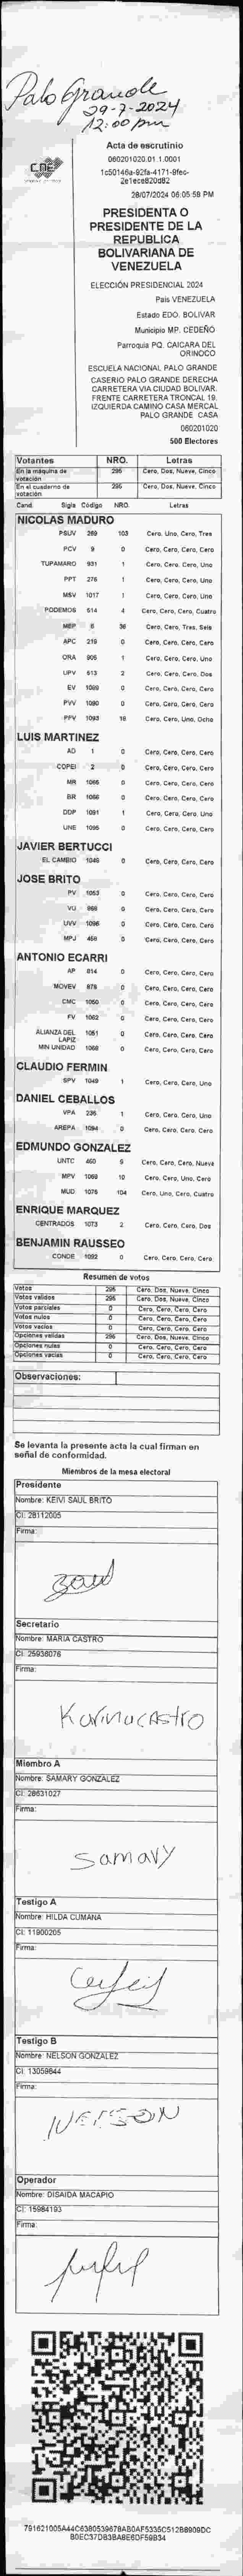 Palo Grande
29-7-2024
12:00 pm
CNE
Acta de escrutinio
060201020.01.1.0001
1c50146a-92fa-4171-8fec-
2e1ece820d82
28/07/2024 06:05:59 PM
PRESIDENTA O
PRESIDENTE DE LA
REPUBLICA
BOLIVARIANA DE
VENEZUELA
ELECCIÓN PRESIDENCIAL 2024
Pais VENEZUELA
Estado EDO. BOLIVAR
Municipio MP. CEDEÑO
Parroquia PQ. CAICARA DEL
ORINOCO
ESCUELA NACIONAL PALO GRANDE
CASERIO PALO GRANDE DERECHA
CARRETERA VIA CIUDAD BOLIVAR.
FRENTE CARRETERA TRONCAL 19.
IZQUIERDA CAMINO CASA MERCAL
PALO GRANDE CASA
060201020
500 Electores
Votantes NRO. Letras
En la máquina de votación 295 Cero, Dos, Nueve, Cinco
En el cuaderno de votación 295 Cero, Dos, Nueve, Cinco
Cand. Sigla Código NRO. Letras
NICOLAS MADURO
PSUV 269 103 Cero, Uno, Cero, Tres
PCV 9 0 Cero, Cero, Cero, Cero
TUPAMARO 931 1 Cero, Cero, Cero, Uno
PPT 276 1 Cero, Cero, Cero, Uno
MSV 1017 1 Cero, Cero, Cero, Uno
PODEMOS 514 4 Cero, Cero, Cero, Cuatro
MEP 6 36 Cero, Cero, Tres, Seis
APC 219 0 Cero, Cero, Cero, Cero
ORA 906 1 Cero, Cero, Cero, Uno
UPV 613 2 Cero, Cero, Cero, Dos
EV 1089 0 Cero, Cero, Cero, Cero
PVV 1090 0 Cero, Cero, Cero, Cero
PFV 1093 18 Cero, Cero, Uno, Ocho
LUIS MARTINEZ
AD 1 0 Cero, Cero, Cero, Cero
COPEI 2 0 Cero, Cero, Cero, Cero
MR 1065 0 Cero, Cero, Cero, Cero
BR 1066 0 Cero, Cero, Cero, Cero
DDP 1091 1 Cero, Cero, Cero, Uno
UNE 1095 0 Cero, Cero, Cero, Cero
JAVIER BERTUCCI
EL CAMBIO 1048 0 Cero, Cero, Cero, Cero
JOSE BRITO
PV 1053 0 Cero, Cero, Cero, Cero
VU 968 0 Cero, Cero, Cero, Cero
UVV 1096 0 Cero, Cero, Cero, Cero
MPJ 458 0 Cero, Cero, Cero, Cero
ANTONIO ECARRI
AP 814 0 Cero, Cero, Cero, Cero
MOVEV 878 0 Cero, Cero, Cero, Cero
CMC 1050 0 Cero, Cero, Cero, Cero
FV 1062 0 Cero, Cero, Cero, Cero
ALIANZA DEL LAPIZ 1051 0 Cero, Cero, Cero, Cero
MIN UNIDAD 1068 0 Cero, Cero, Cero, Cero
CLAUDIO FERMIN
SPV 1049 1 Cero, Cero, Cero, Uno
DANIEL CEBALLOS
VPA 236 1 Cero, Cero, Cero, Uno
AREPA 1094 0 Cero, Cero, Cero, Cero
EDMUNDO GONZALEZ
UNTC 460 9 Cero, Cero, Cero, Nueve
MPV 1069 10 Cero, Cero, Uno, Cero
MUD 1076 104 Cero, Uno, Cero, Cuatro
ENRIQUE MARQUEZ
CENTRADOS 1073 2 Cero, Cero, Cero, Dos
BENJAMIN RAUSSEO
CONDE 1092 0 Cero, Cero, Cero, Cero
Resumen de votos
Votos 295 Cero, Dos, Nueve, Cinco
Votos validos 295 Cero, Dos, Nueve, Cinco
Votos parciales 0 Cero, Cero, Cero, Cero
Votos nulos 0 Cero, Cero, Cero, Cero
Votos vacios 0 Cero, Cero, Cero, Cero
Opciones validas 295 Cero, Dos, Nueve, Cinco
Opciones nulas 0 Cero, Cero, Cero, Cero
Opciones vacias 0 Cero, Cero, Cero, Cero
Observaciones:
Se levanta la presente acta la cual firman en
señal de conformidad.
Miembros de la mesa electoral
Presidente
Nombre: KEIVI SAUL BRITO
CI: 28112005
Firma:
Saul
Secretario
Nombre: MARIA CASTRO
CI: 25936076
Firma:
Karina Castro
Miembro A
Nombre: SAMARY GONZALEZ
CI: 26631027
Firma:
Samary
Testigo A
Nombre: HILDA CUMANA
CI: 11900205
Firma:
Testigo B
Nombre: NELSON GONZALEZ
CI: 13059844
Firma:
NELSON
Operador
Nombre: DISAIDA MACAPIO
CI: 15984193
Firma:
791621005A44C6380539678AB0AF5335C512B8909DC
B0EC37DB3BA8E6DF59B34